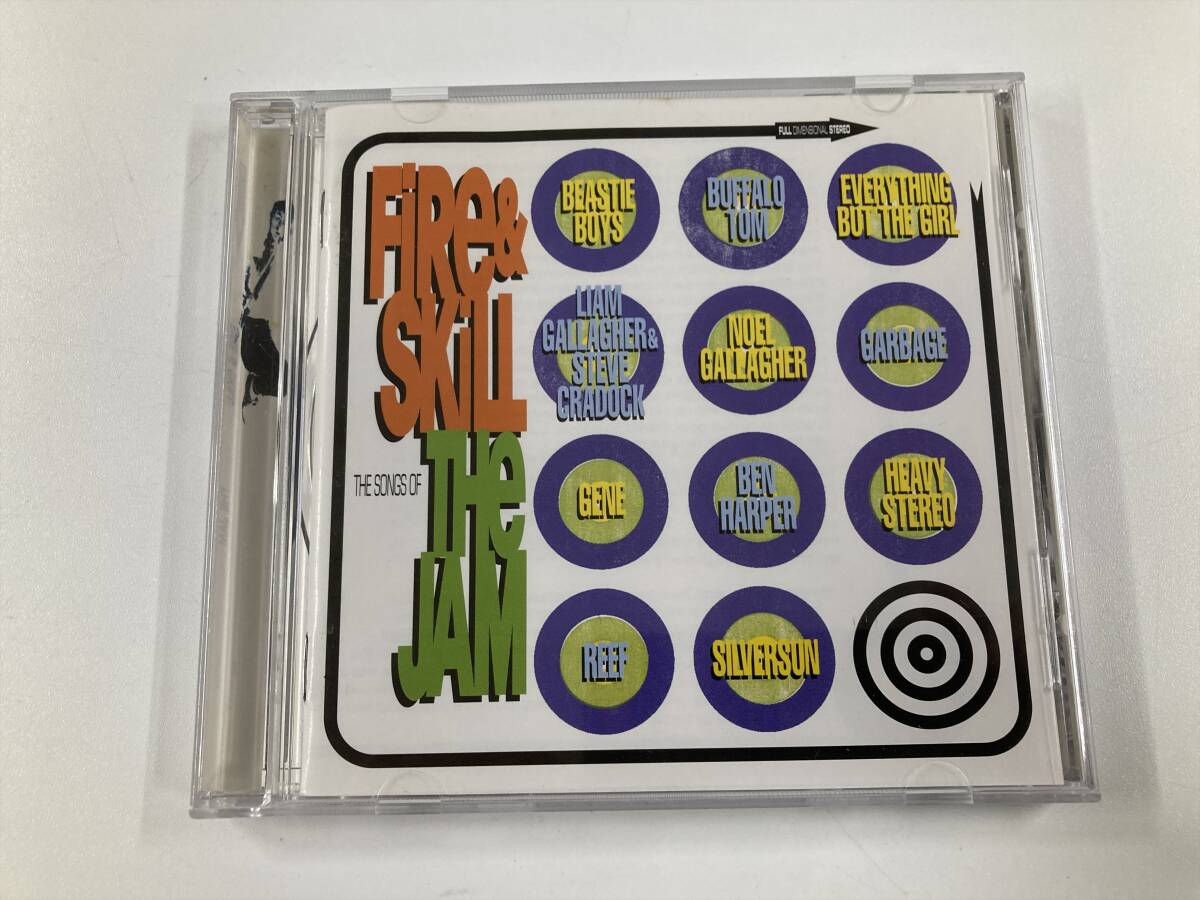 FULL DIMENSIONAL STEREO
FiRe&
SKiLL
THE SONGS OF
THe
JAM
BEASTIE
BOYS
BUFFALO
TOM
EVERYTHING
BUT THE GIRL
LIAM
GALLAGHER&
STEVE
CRADOCK
NOEL
GALLAGHER
GARBAGE
GENE
BEN
HARPER
HEAVY
STEREO
REEF
SILVERSUN